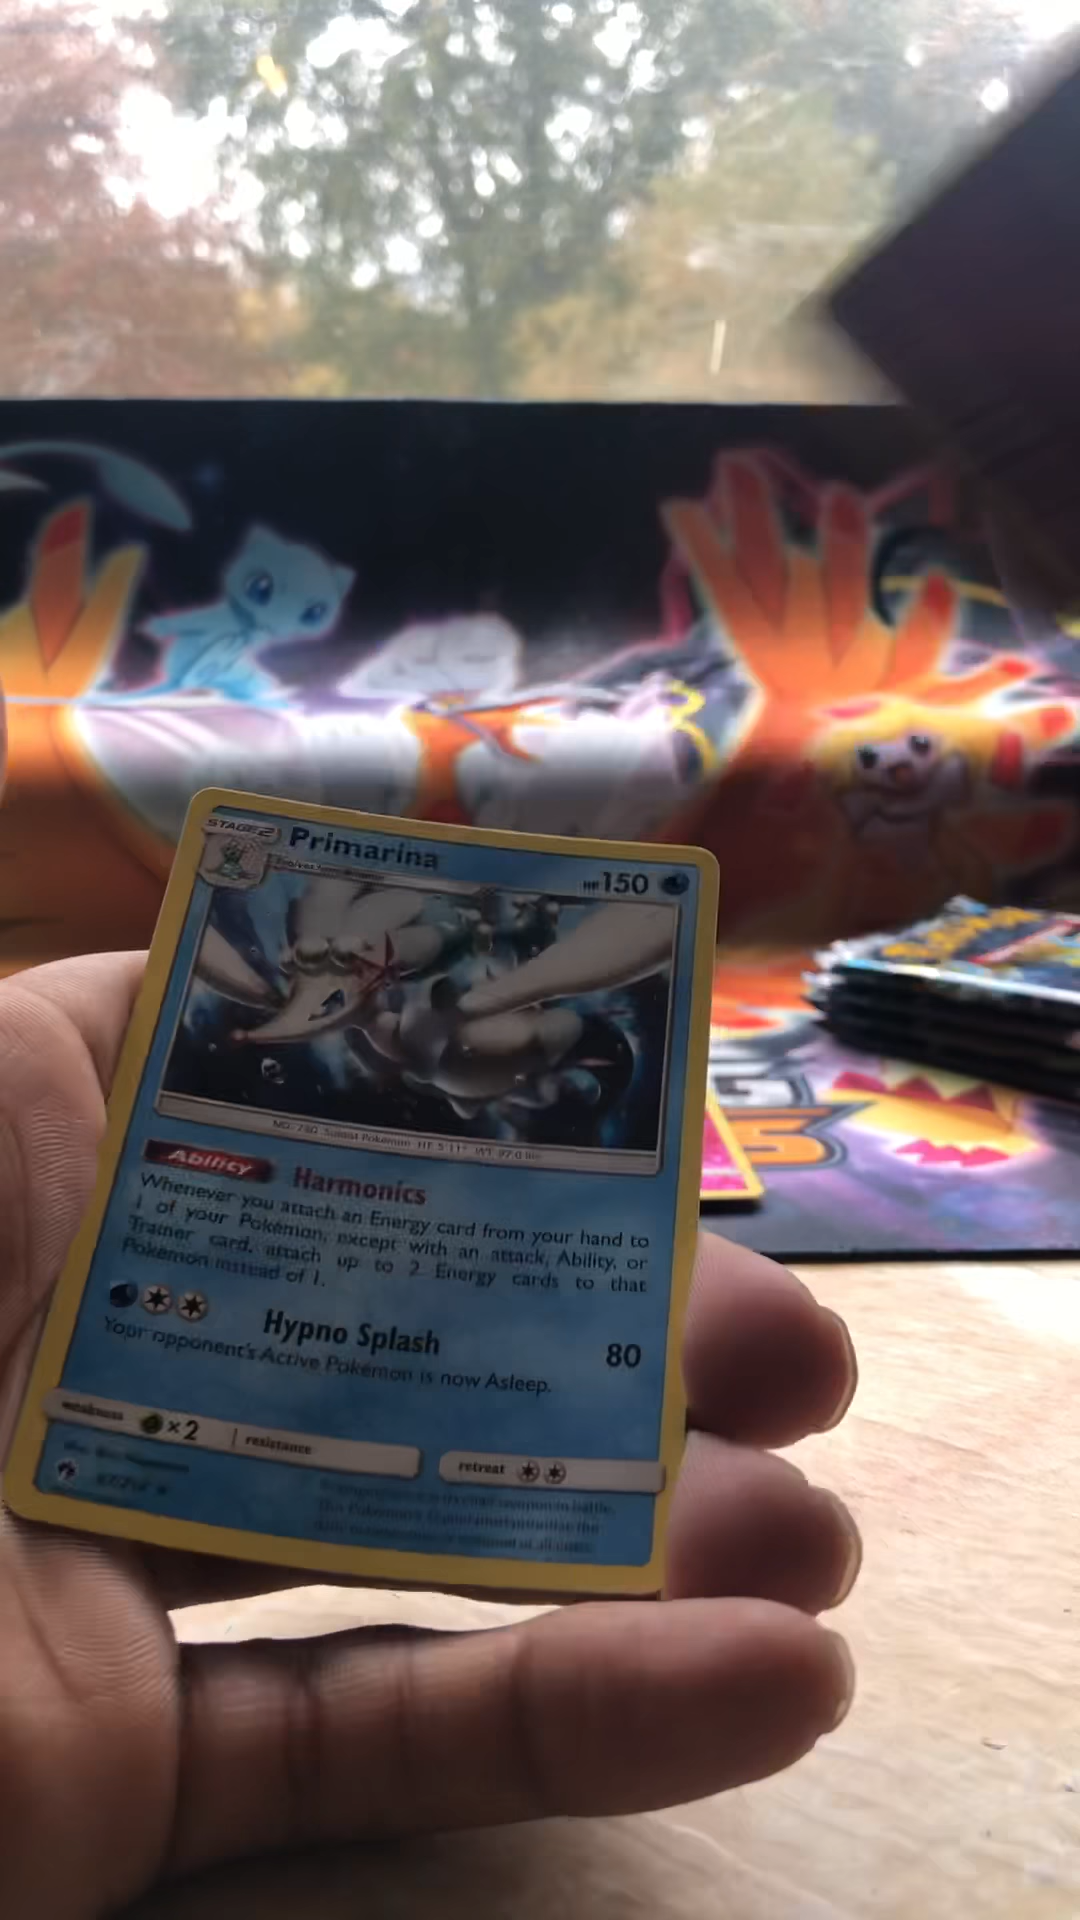 STAGE 2
Primarina
HP 150
NO. 730 Soloist Pokémon HT: 5'11" WT: 97.0 lbs
Ability Harmonics
Whenever you attach an Energy card from your hand to
1 of your Pokémon, except with an attack, Ability, or
Trainer card, attach up to 2 Energy cards to that
Pokémon instead of 1.
Hypno Splash 80
Your opponent's Active Pokémon is now Asleep.
weakness ×2 resistance retreat